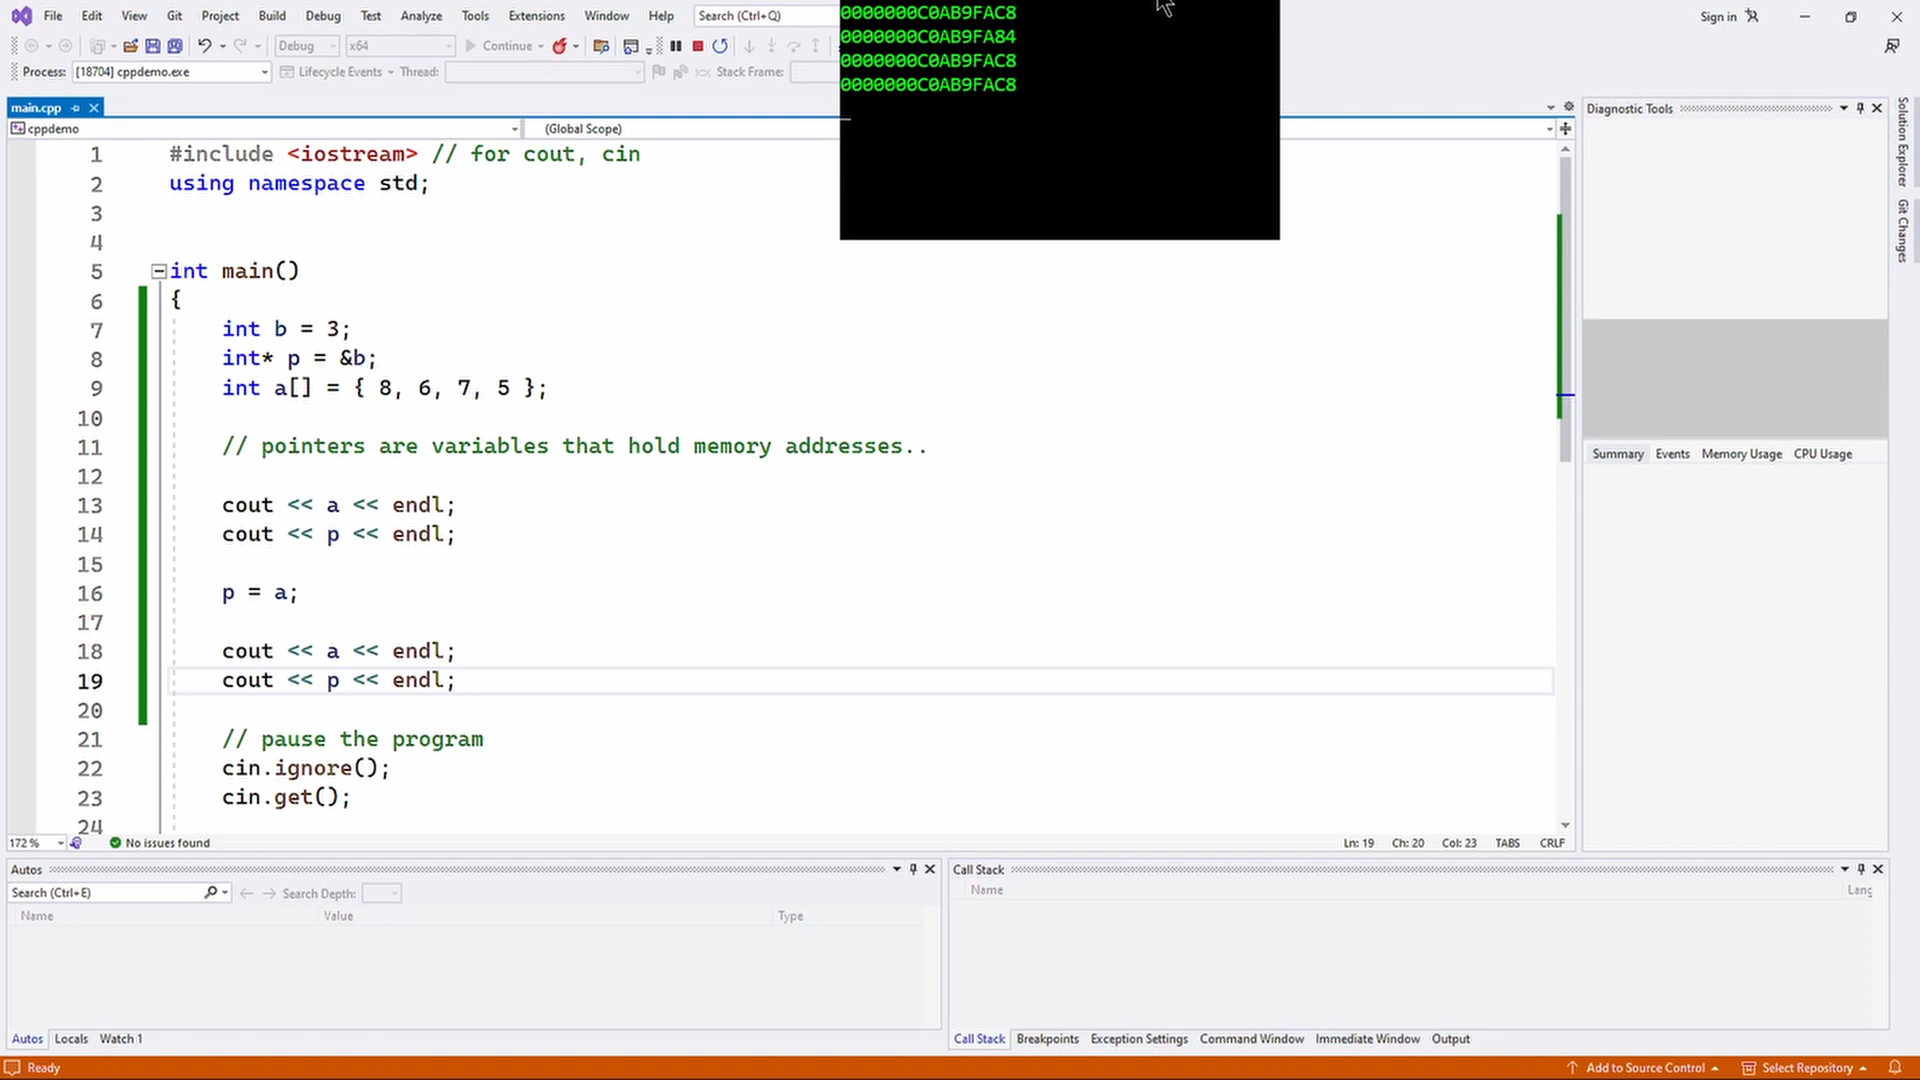 File Edit View Git Project Build Debug Test Analyze Tools Extensions Window Help Search (Ctrl+Q) Sign in
Debug x64 Continue
Process: [18704] cppdemo.exe Lifecycle Events Thread: Stack Frame:
0000000C0AB9FAC8
0000000C0AB9FA84
0000000C0AB9FAC8
0000000C0AB9FAC8
main.cpp
cppdemo (Global Scope)
1 #include <iostream> // for cout, cin
2 using namespace std;
3
4
5 int main()
6 {
7 int b = 3;
8 int* p = &b;
9 int a[] = { 8, 6, 7, 5 };
10
11 // pointers are variables that hold memory addresses..
12
13 cout << a << endl;
14 cout << p << endl;
15
16 p = a;
17
18 cout << a << endl;
19 cout << p << endl;
20
21 // pause the program
22 cin.ignore();
23 cin.get();
24
172 % No issues found Ln: 19 Ch: 20 Col: 23 TABS CRLF
Diagnostic Tools
Summary Events Memory Usage CPU Usage
Solution Explorer
Git Changes
Autos
Search (Ctrl+E) Search Depth:
Name Value Type
Autos Locals Watch 1
Call Stack
Name Lang
Call Stack Breakpoints Exception Settings Command Window Immediate Window Output
Ready Add to Source Control Select Repository